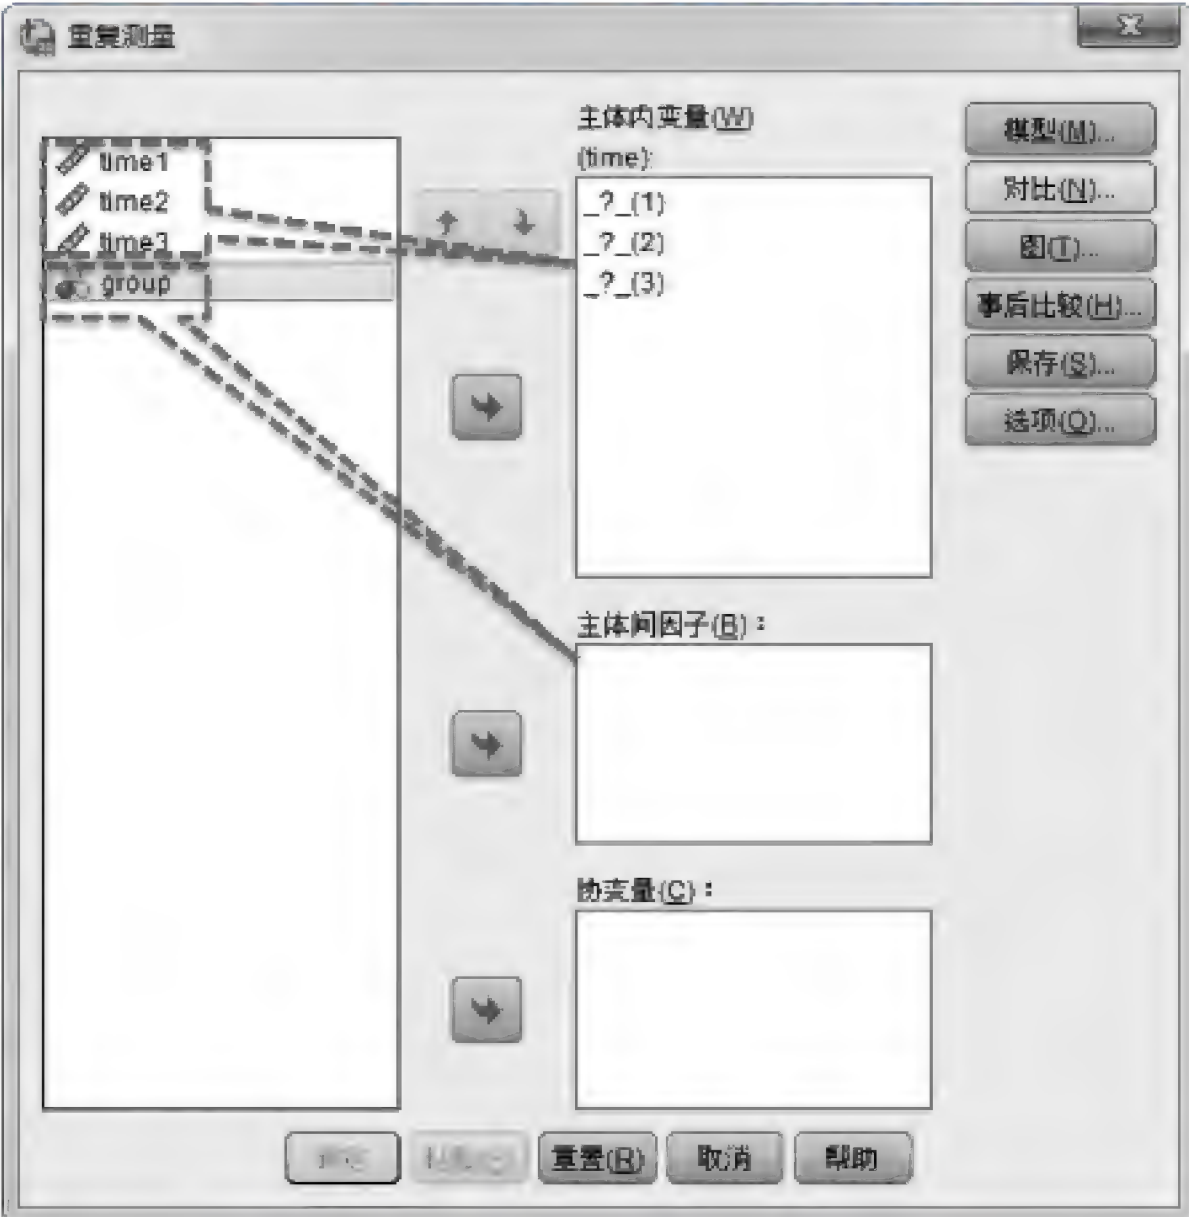 重复测量
time1
time2
time3
group
主体内变量(W)
(time):
_?_(1)
_?_(2)
_?_(3)
主体间因子(B)：
协变量(C)：
模型(M)...
对比(N)...
图(T)...
事后比较(H)...
保存(S)...
选项(O)...
重置(R)
取消
帮助